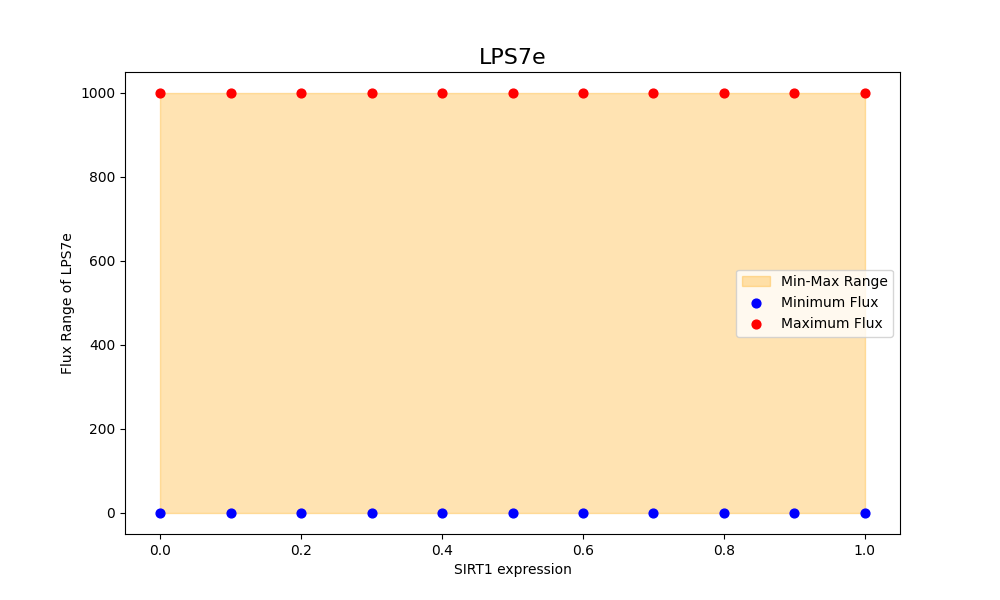 LPS7e
Flux Range of LPS7e
1000
800
600
400
200
0
Min-Max Range
Minimum Flux
Maximum Flux
0.0 0.2 0.4 0.6 0.8 1.0
SIRT1 expression